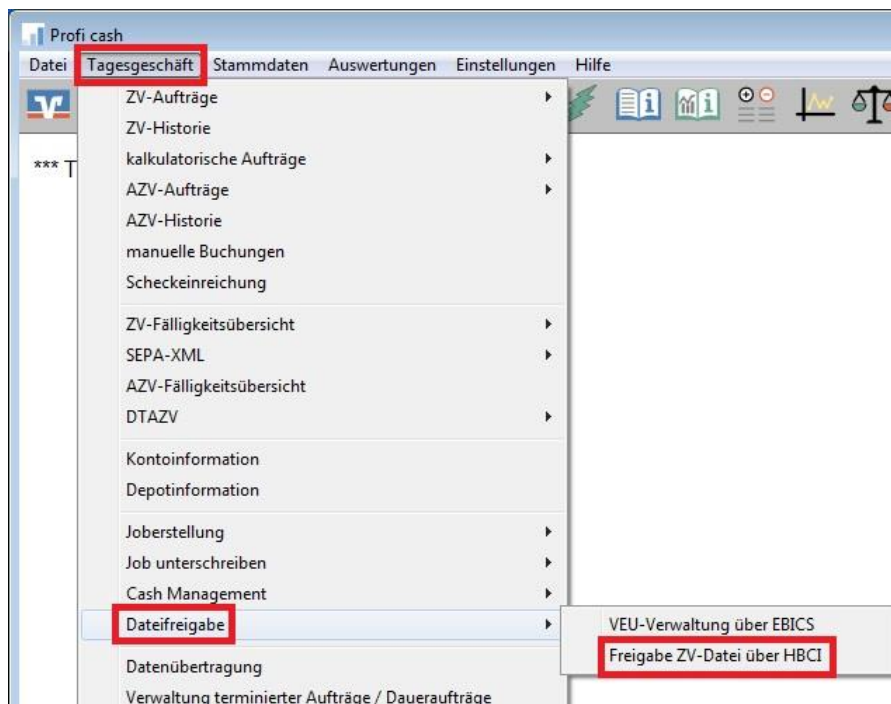 Profi cash
Datei Tagesgeschäft Stammdaten Auswertungen Einstellungen Hilfe
*** T
ZV-Aufträge
ZV-Historie
kalkulatorische Aufträge
AZV-Aufträge
AZV-Historie
manuelle Buchungen
Scheckeinreichung
ZV-Fälligkeitsübersicht
SEPA-XML
AZV-Fälligkeitsübersicht
DTAZV
Kontoinformation
Depotinformation
Joberstellung
Job unterschreiben
Cash Management
Dateifreigabe
VEU-Verwaltung über EBICS
Freigabe ZV-Datei über HBCI
Datenübertragung
Verwaltung terminierter Aufträge / Daueraufträge